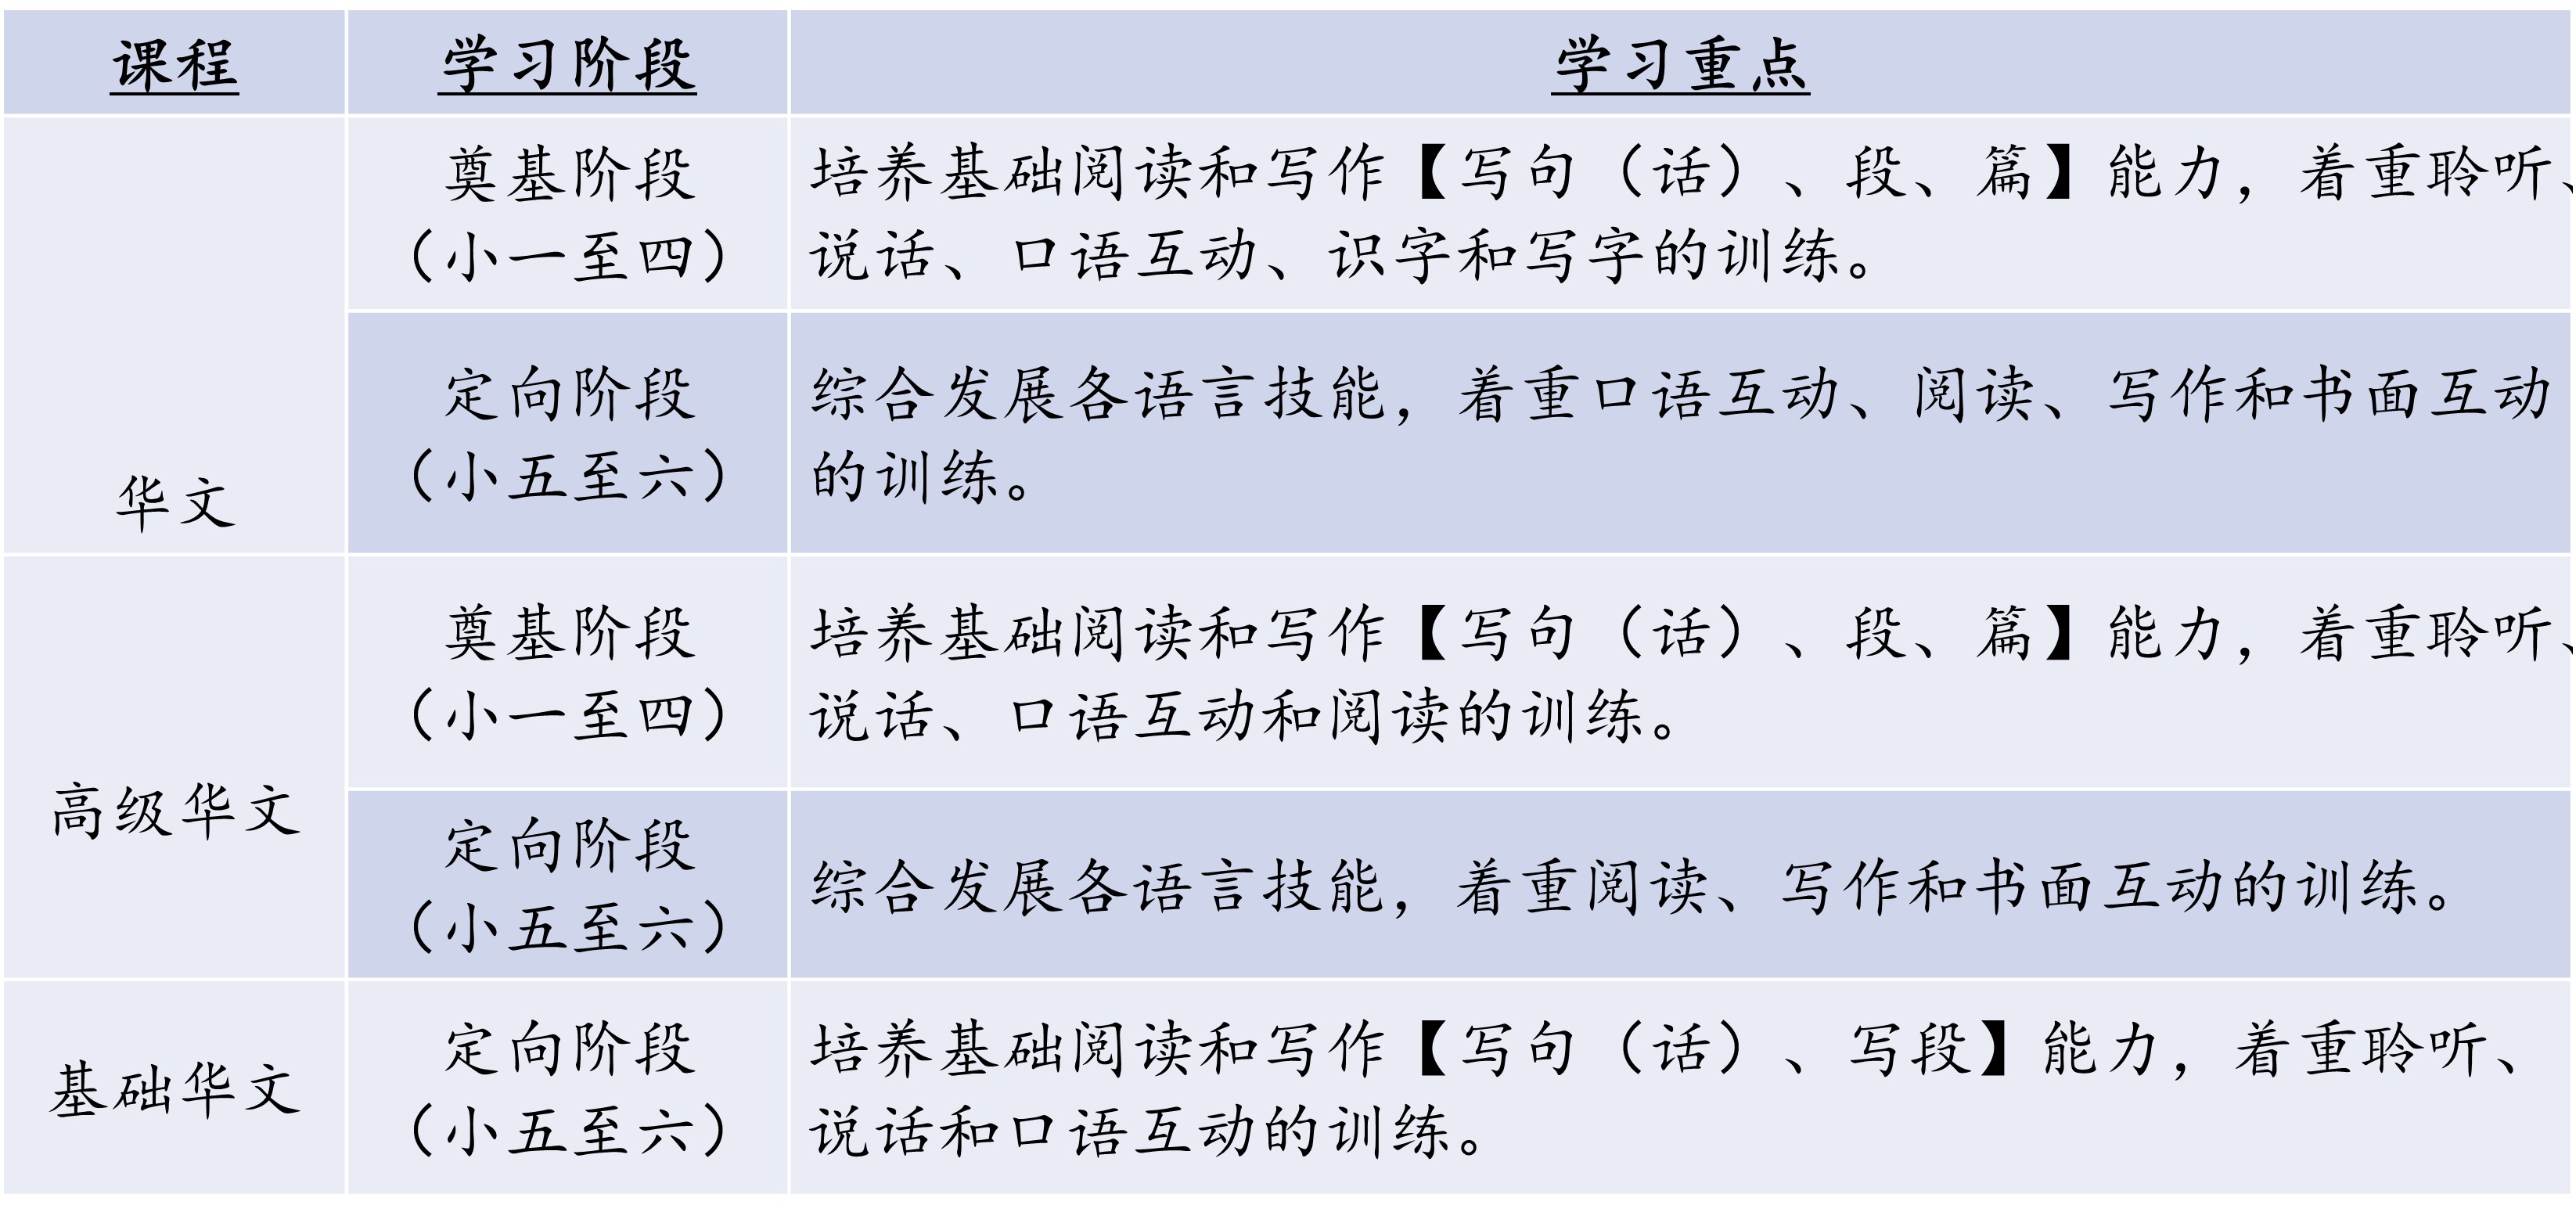 课程
学习阶段
学习重点
华文
奠基阶段
（小一至四）
培养基础阅读和写作【写句（话）、段、篇】能力，着重聆听、
说话、口语互动、识字和写字的训练。
定向阶段
（小五至六）
综合发展各语言技能，着重口语互动、阅读、写作和书面互动
的训练。
高级华文
奠基阶段
（小一至四）
培养基础阅读和写作【写句（话）、段、篇】能力，着重聆听、
说话、口语互动和阅读的训练。
定向阶段
（小五至六）
综合发展各语言技能，着重阅读、写作和书面互动的训练。
基础华文
定向阶段
（小五至六）
培养基础阅读和写作【写句（话）、写段】能力，着重聆听、
说话和口语互动的训练。